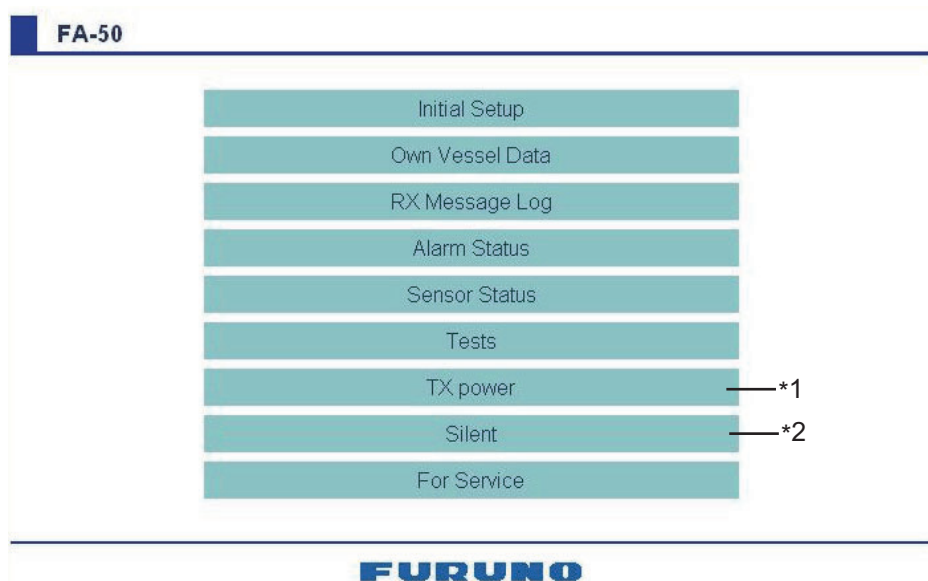 FA-50
Initial Setup
Own Vessel Data
RX Message Log
Alarm Status
Sensor Status
Tests
TX power *1
Silent *2
For Service
FURUNO